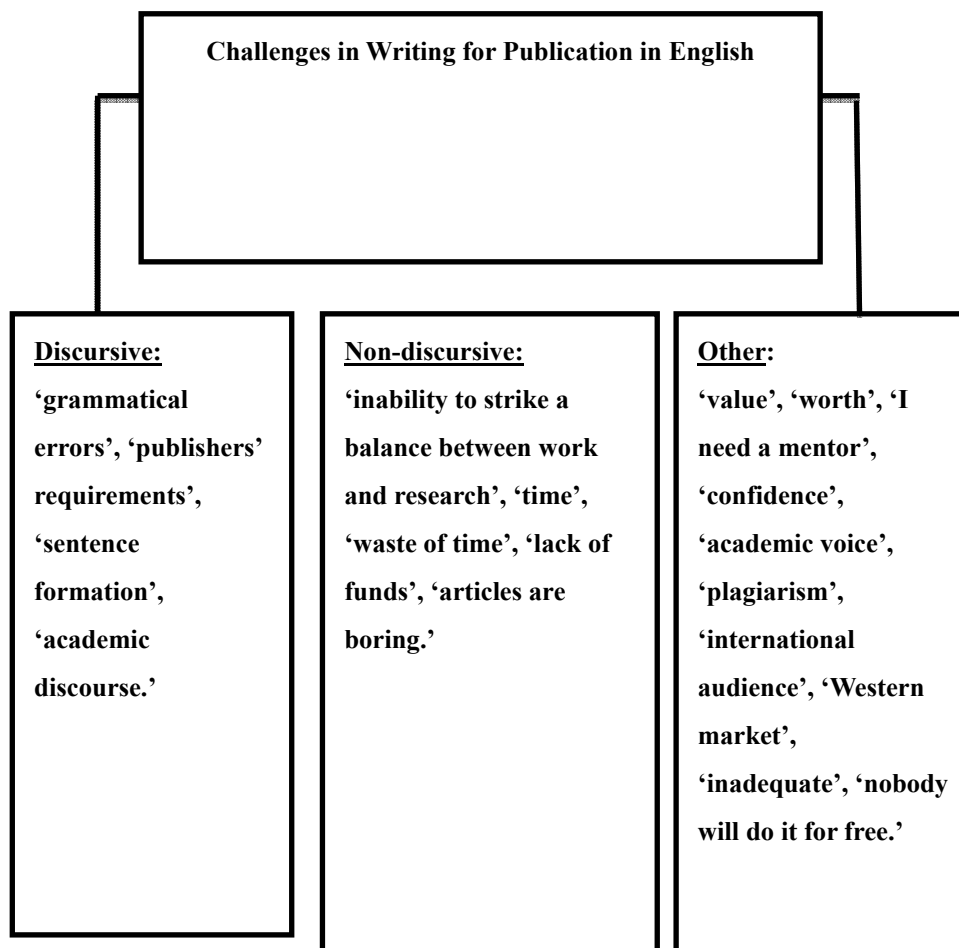 Challenges in Writing for Publication in English
Discursive:
‘grammatical
errors’, ‘publishers’
requirements’,
‘sentence
formation’,
‘academic
discourse.’
Non-discursive:
‘inability to strike a
balance between work
and research’, ‘time’,
‘waste of time’, ‘lack of
funds’, ‘articles are
boring.’
Other:
‘value’, ‘worth’, ‘I
need a mentor’,
‘confidence’,
‘academic voice’,
‘plagiarism’,
‘international
audience’, ‘Western
market’,
‘inadequate’, ‘nobody
will do it for free.’